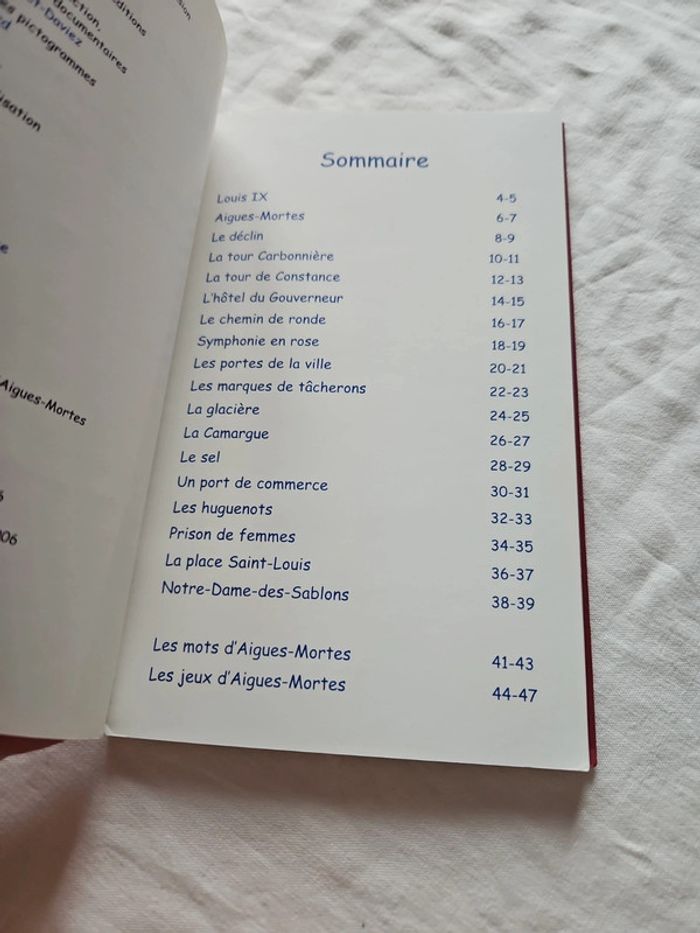 ction,
ditions
documentaires
pictogrammes
isation
Aigues-Mortes
Sommaire
Louis IX 4-5
Aigues-Mortes 6-7
Le déclin 8-9
La tour Carbonnière 10-11
La tour de Constance 12-13
L'hôtel du Gouverneur 14-15
Le chemin de ronde 16-17
Symphonie en rose 18-19
Les portes de la ville 20-21
Les marques de tâcherons 22-23
La glacière 24-25
La Camargue 26-27
Le sel 28-29
Un port de commerce 30-31
Les huguenots 32-33
Prison de femmes 34-35
La place Saint-Louis 36-37
Notre-Dame-des-Sablons 38-39
Les mots d'Aigues-Mortes 41-43
Les jeux d'Aigues-Mortes 44-47